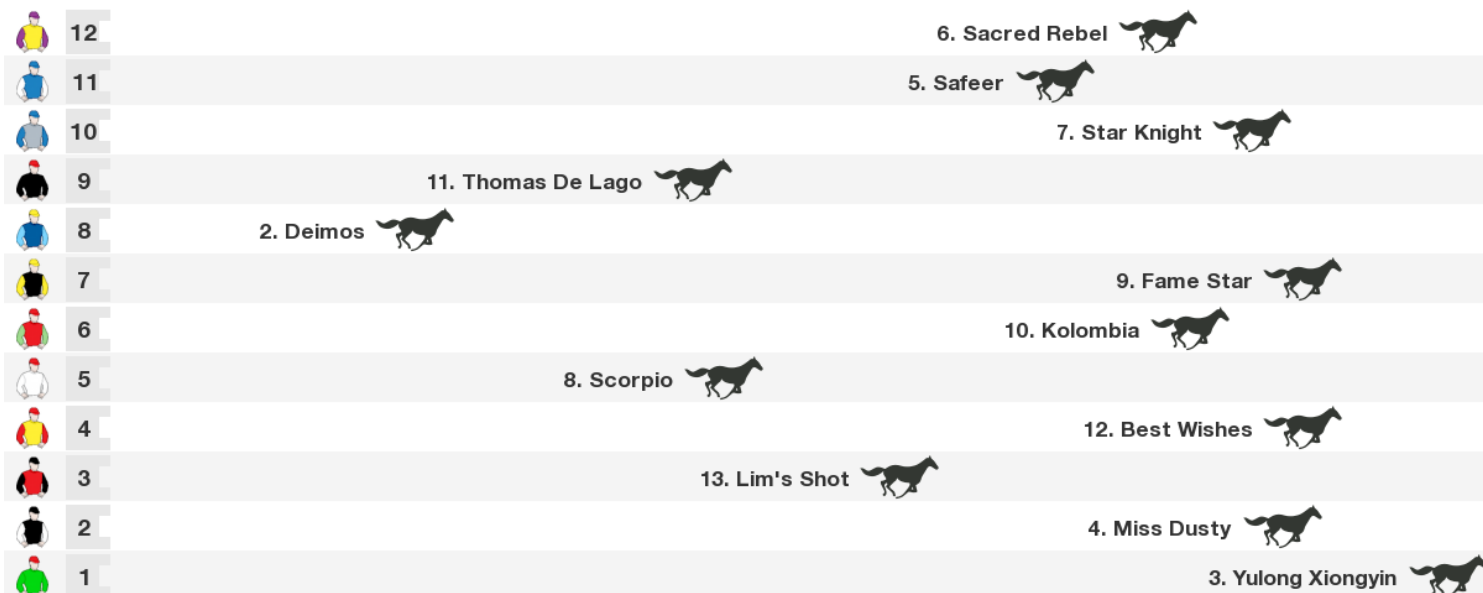 12 6. Sacred Rebel
11 5. Safeer
10 7. Star Knight
9 11. Thomas De Lago
8 2. Deimos
7 9. Fame Star
6 10. Kolombia
5 8. Scorpio
4 12. Best Wishes
3 13. Lim's Shot
2 4. Miss Dusty
1 3. Yulong Xiongyin